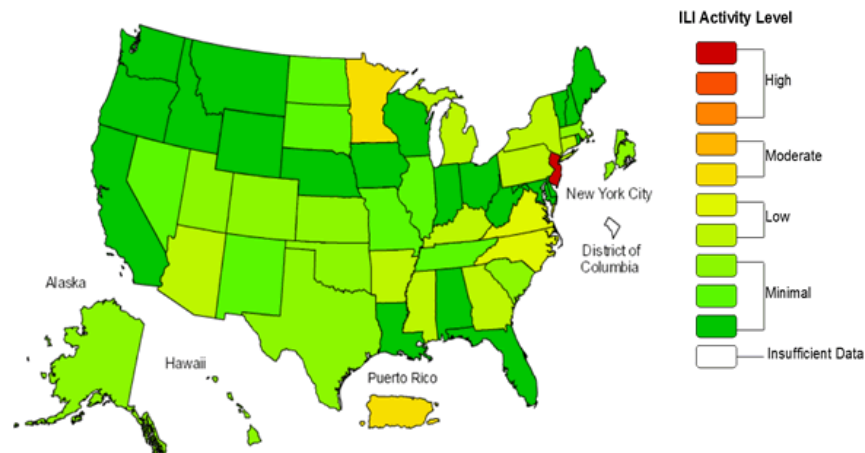 ILI Activity Level
High
Moderate
Low
Minimal
Insufficient Data
New York City
District of
Columbia
Alaska
Hawaii
Puerto Rico